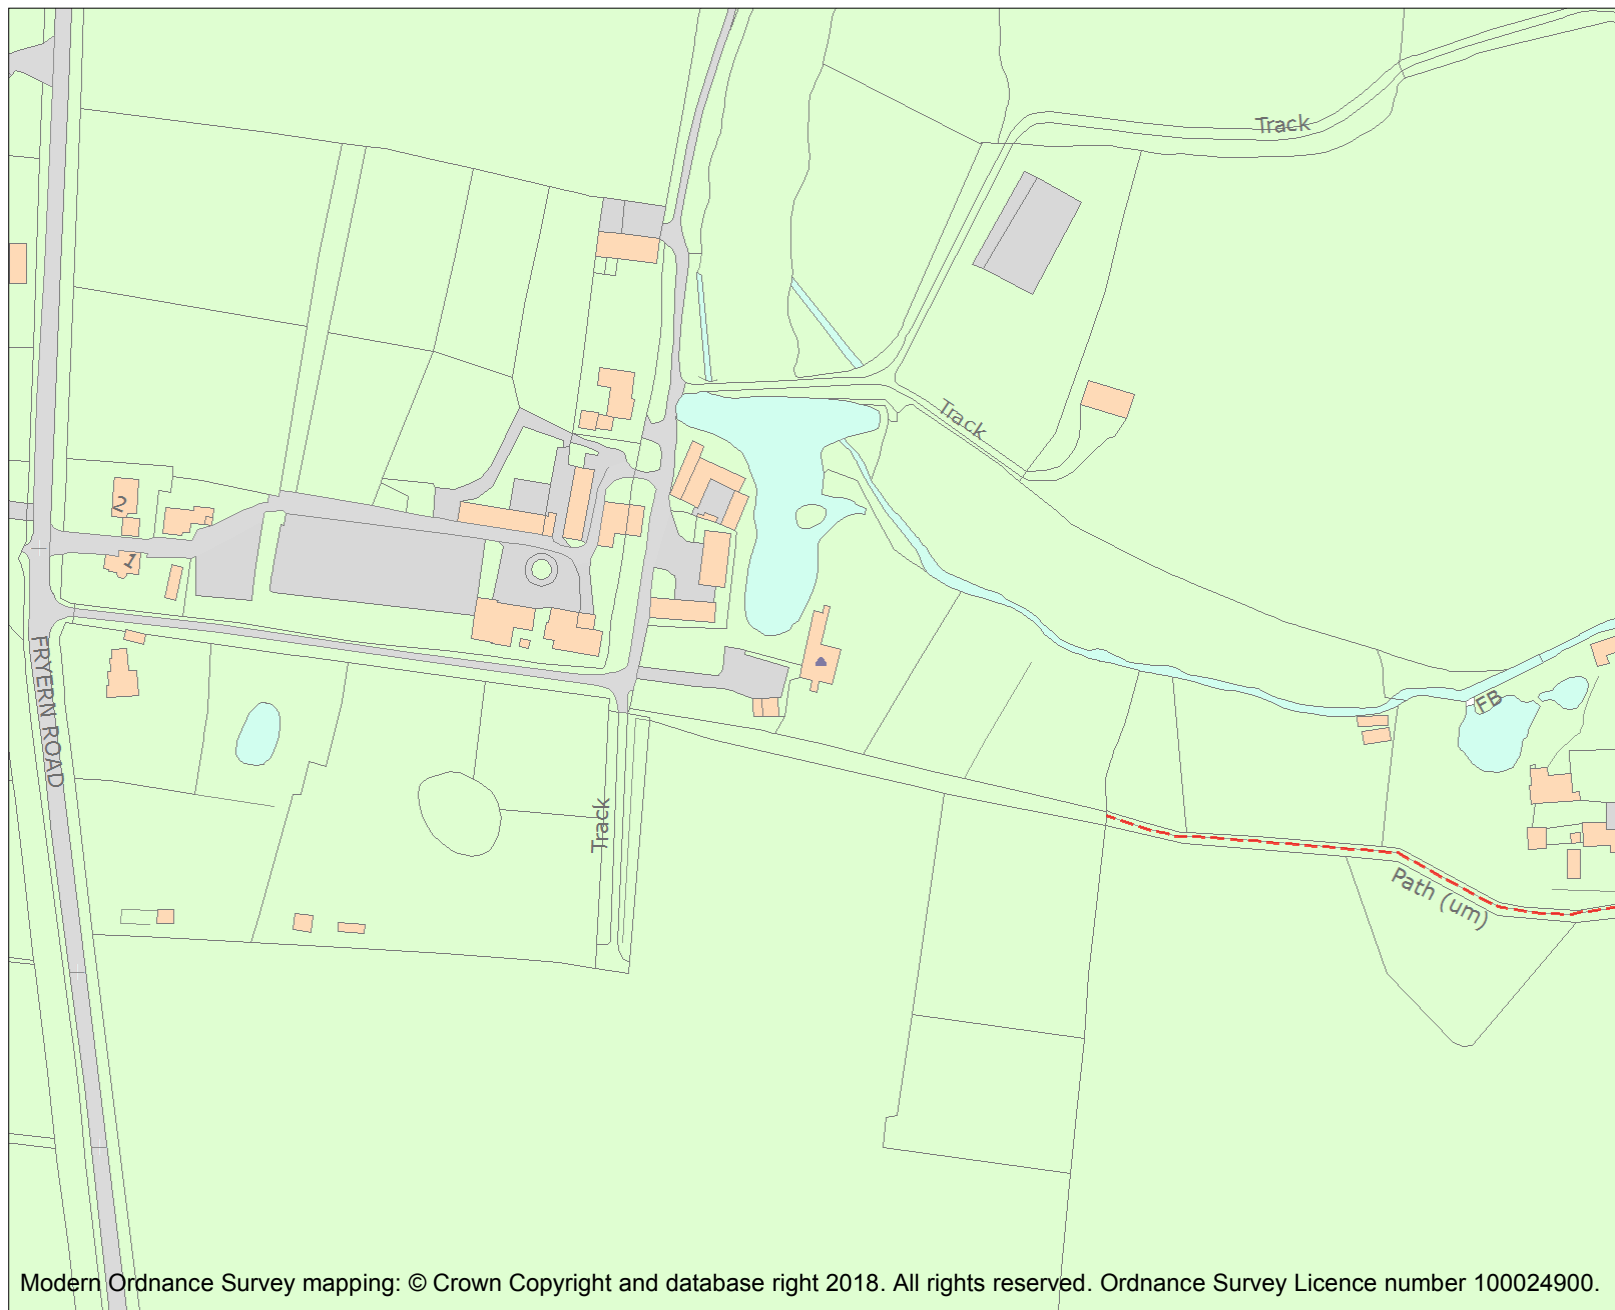 Track
Track
2
1
FRYERN ROAD
FB
Track
Path (um)
Modern Ordnance Survey mapping: © Crown Copyright and database right 2018. All rights reserved. Ordnance Survey Licence number 100024900.